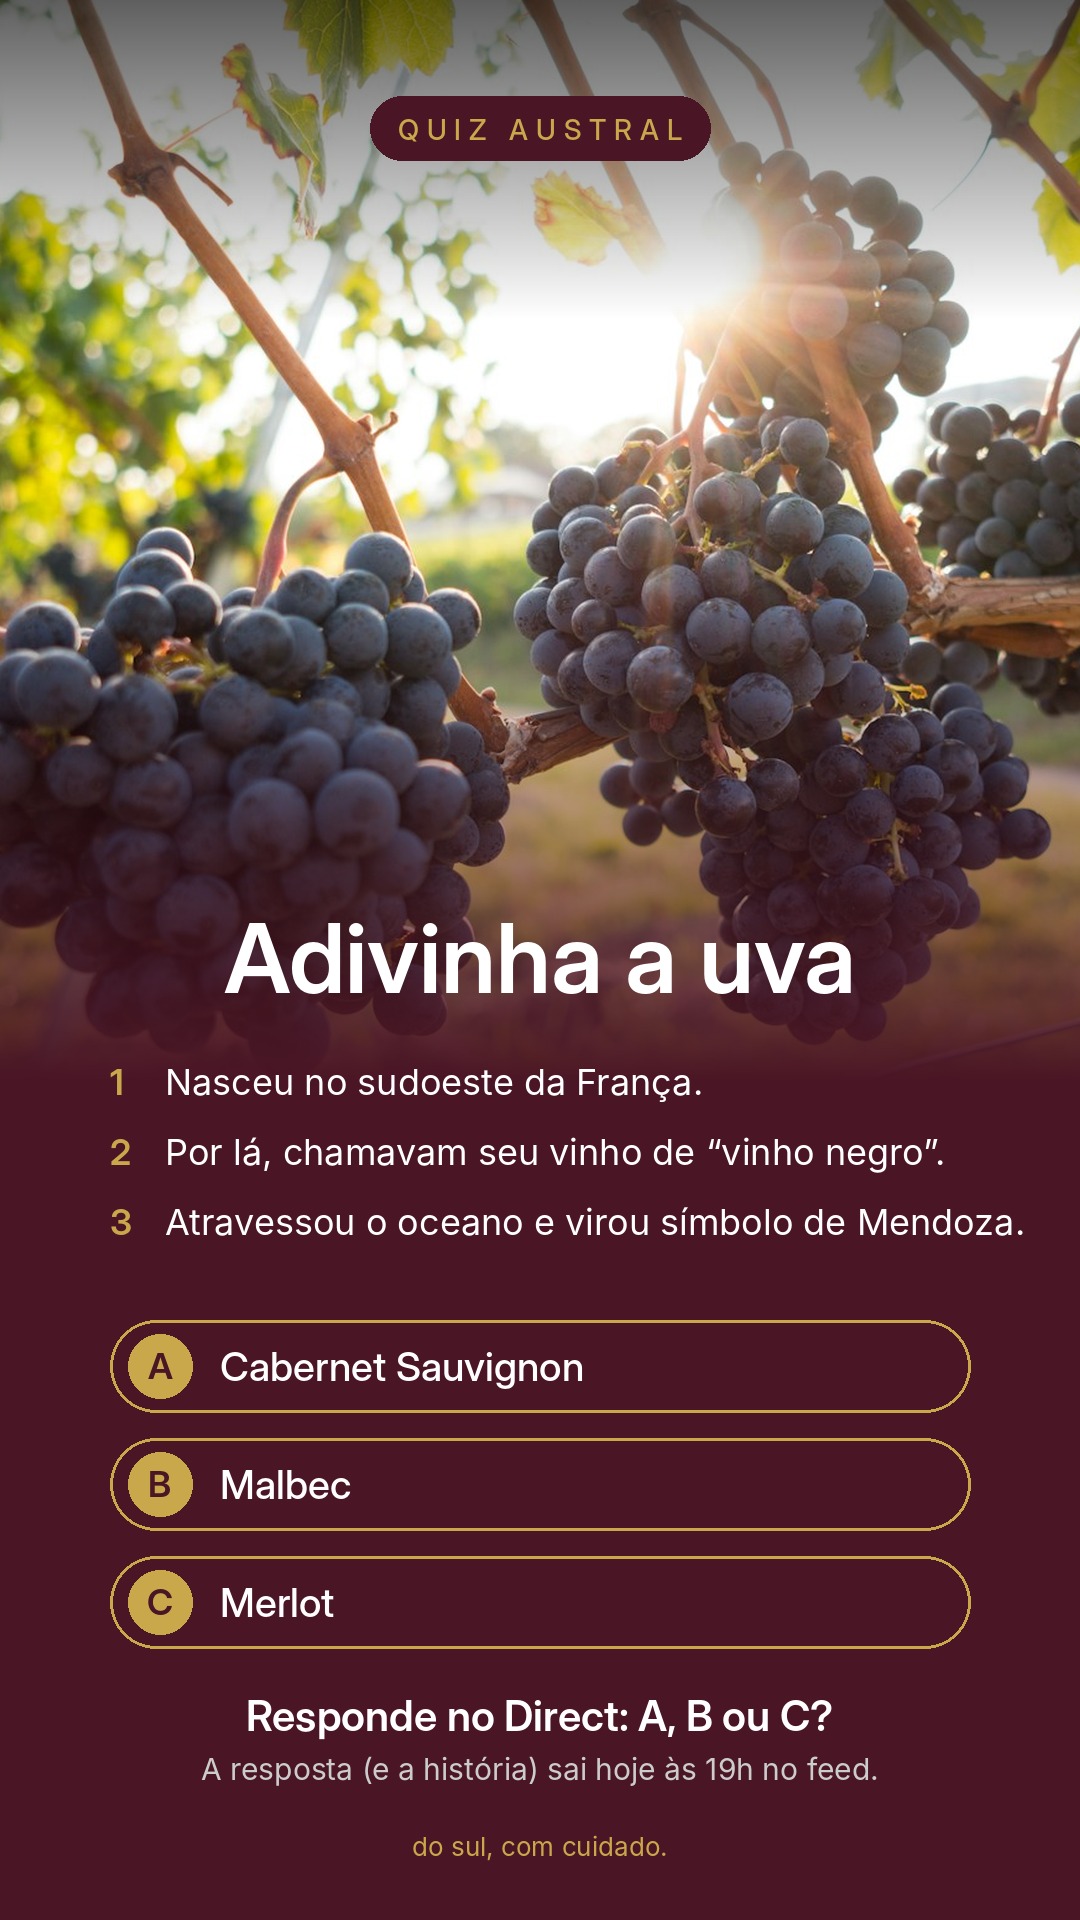 QUIZ AUSTRAL
Adivinha a uva
1 Nasceu no sudoeste da França.
2 Por lá, chamavam seu vinho de “vinho negro”.
3 Atravessou o oceano e virou símbolo de Mendoza.
A Cabernet Sauvignon
B Malbec
C Merlot
Responde no Direct: A, B ou C?
A resposta (e a história) sai hoje às 19h no feed.
do sul, com cuidado.